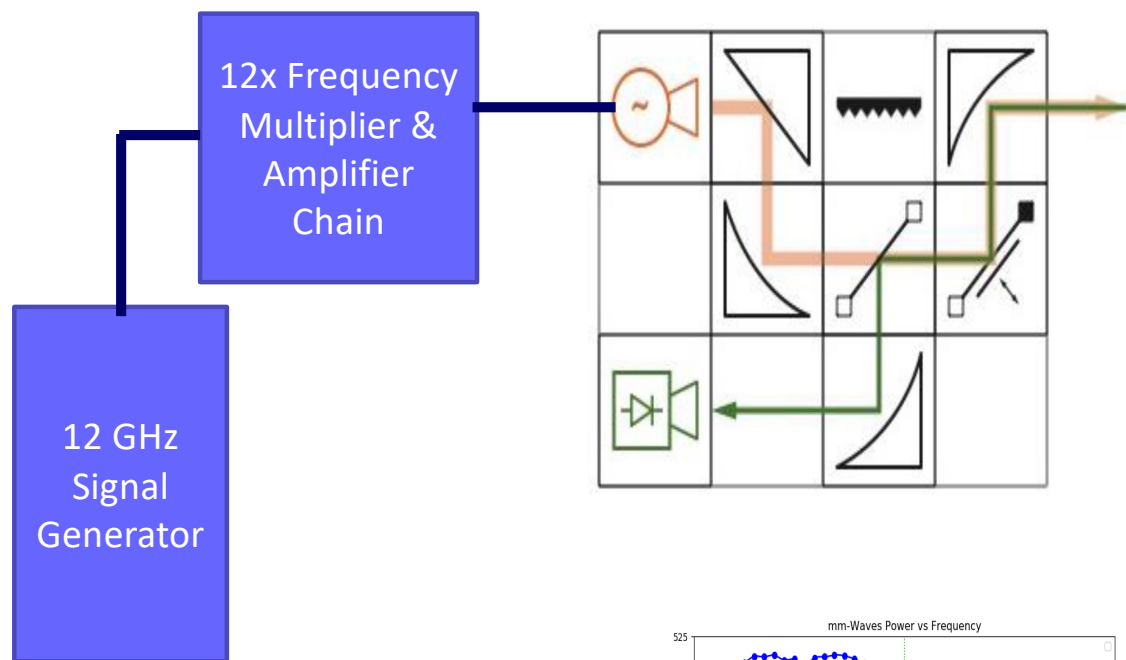 12x Frequency
Multiplier &
Amplifier
Chain
~
12 GHz
Signal
Generator
mm-Waves Power vs Frequency
525